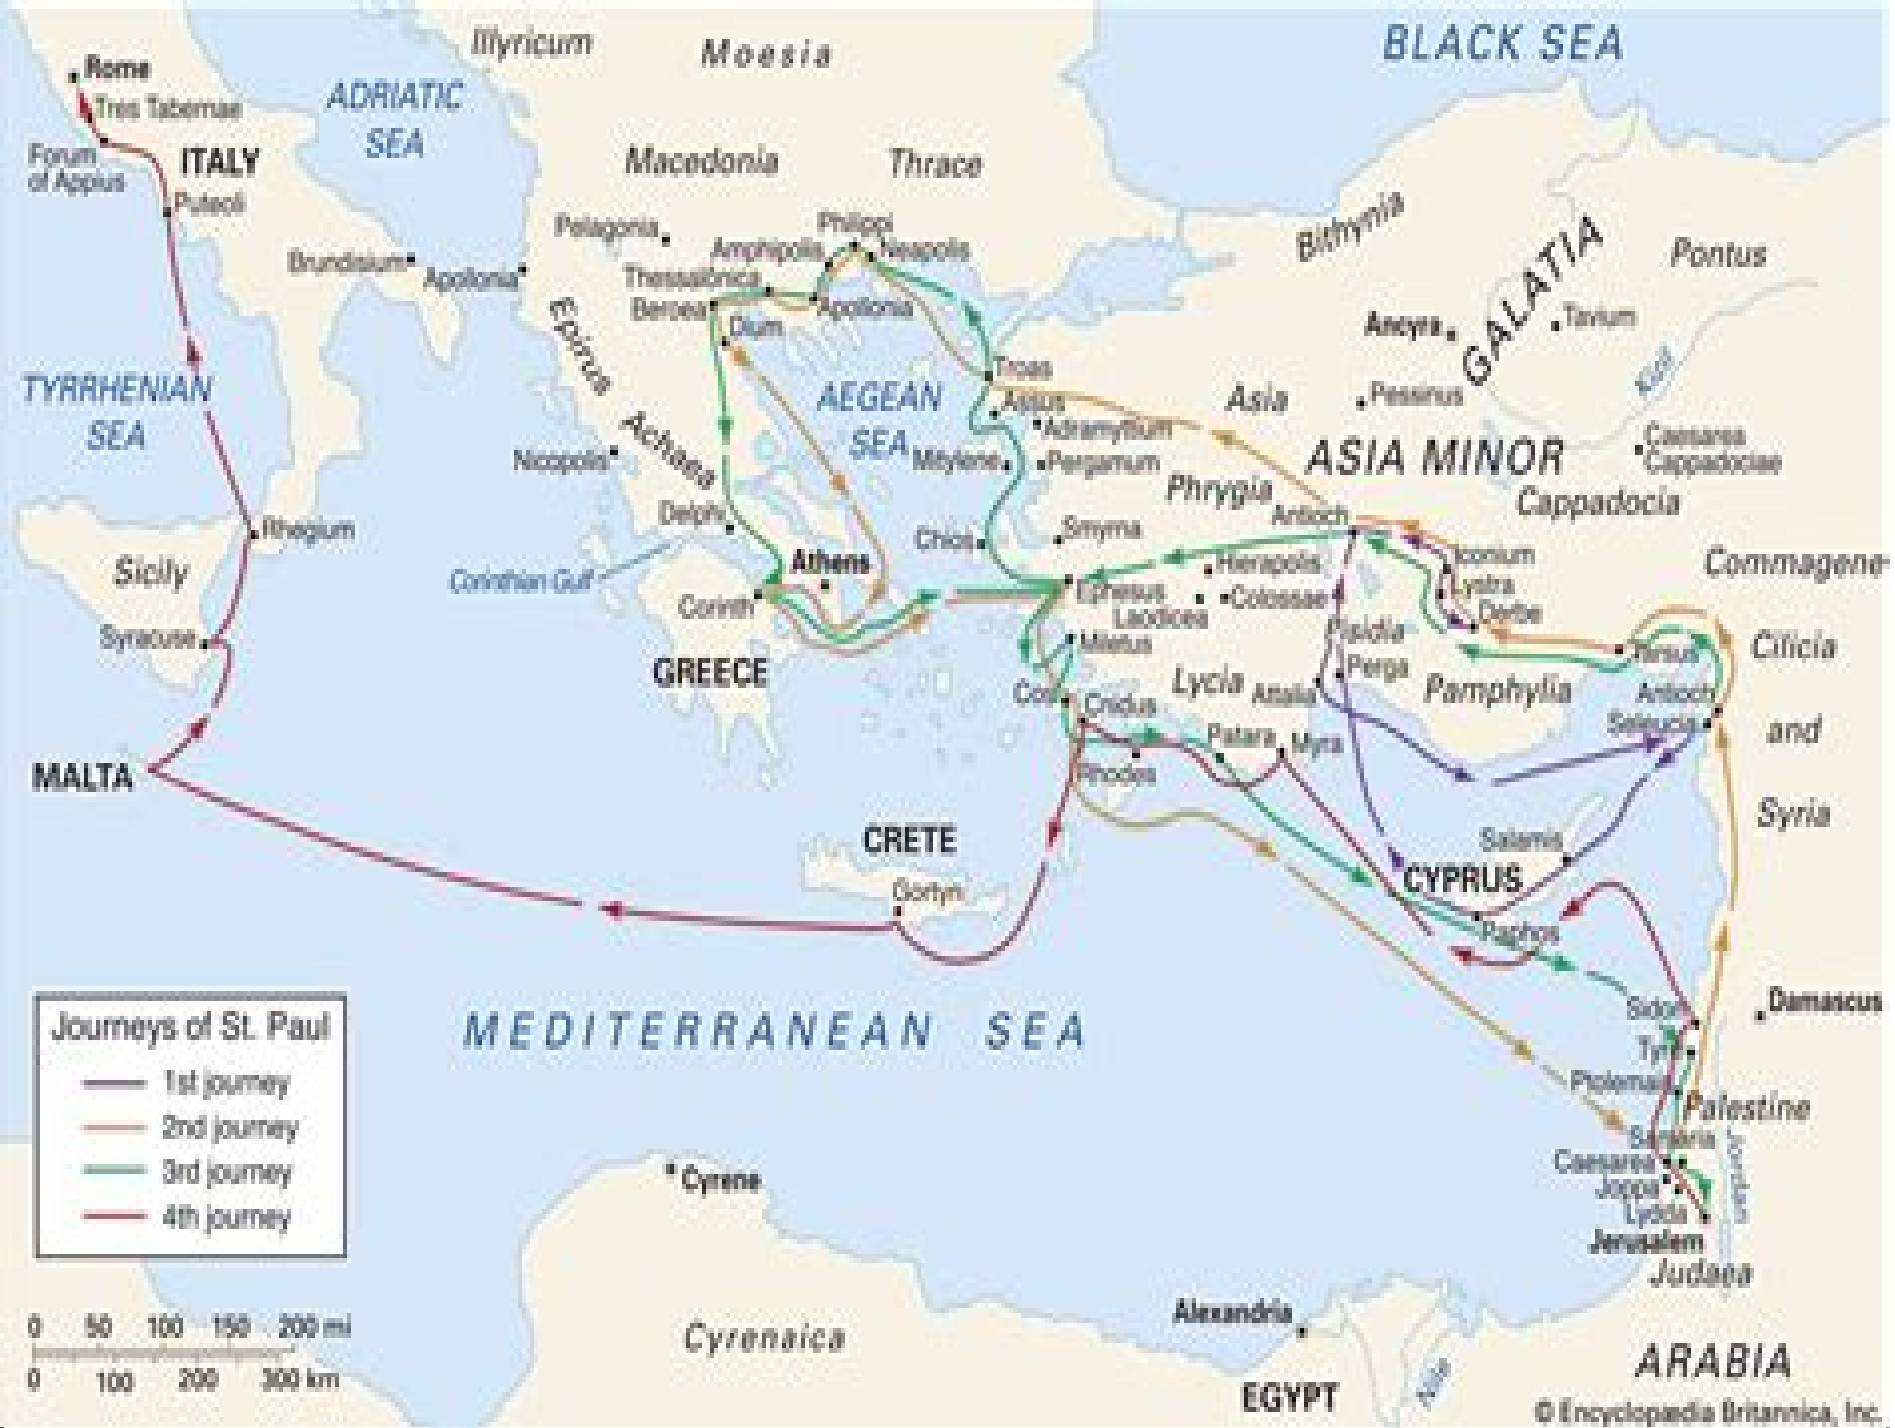 Illyricum
Moesia
BLACK SEA
Rome
Tres Tabernae
ADRIATIC
SEA
Forum
of Appius
ITALY
Macedonia
Thrace
Puteoli
Pelagonia
Philippi
Bithynia
GALATIA
Pontus
Amphipolis
Neapolis
Brundisium
Apollonia
Thessalonica
Beroea
Apollonia
Dium
Epirus
Ancyra
Tavium
Kizil
TYRRHENIAN
SEA
AEGEAN
SEA
Troas
Assus
Asia
Pessinus
Adramyttium
Achaea
ASIA MINOR
Caesarea
Cappadociae
Nicopolis
Mitylene
Pergamum
Phrygia
Cappadocia
Delphi
Antioch
Rhegium
Chios
Smyrna
Sicily
Corinthian Gulf
Athens
Hierapolis
Iconium
Commagene
Corinth
Ephesus
Colossae
Lystra
Laodicea
Derbe
Syracuse
Miletus
Pisidia
Tarsus
Cilicia
GREECE
Perga
Cos
Lycia
Attalia
Pamphylia
Antioch
Cnidus
Seleucia
and
Patara
Myra
MALTA
Rhodes
Syria
CRETE
Salamis
CYPRUS
Gortyn
Paphos
Damascus
Sidon
MEDITERRANEAN SEA
Tyre
Ptolemais
Palestine
Samaria
Caesarea
Joppa
Jordan
Lydda
Jerusalem
Judaea
Journeys of St. Paul
1st journey
2nd journey
3rd journey
4th journey
Cyrene
0 50 100 150 200 mi
0 100 200 300 km
Cyrenaica
Alexandria
Nile
EGYPT
ARABIA
© Encyclopædia Britannica, Inc.